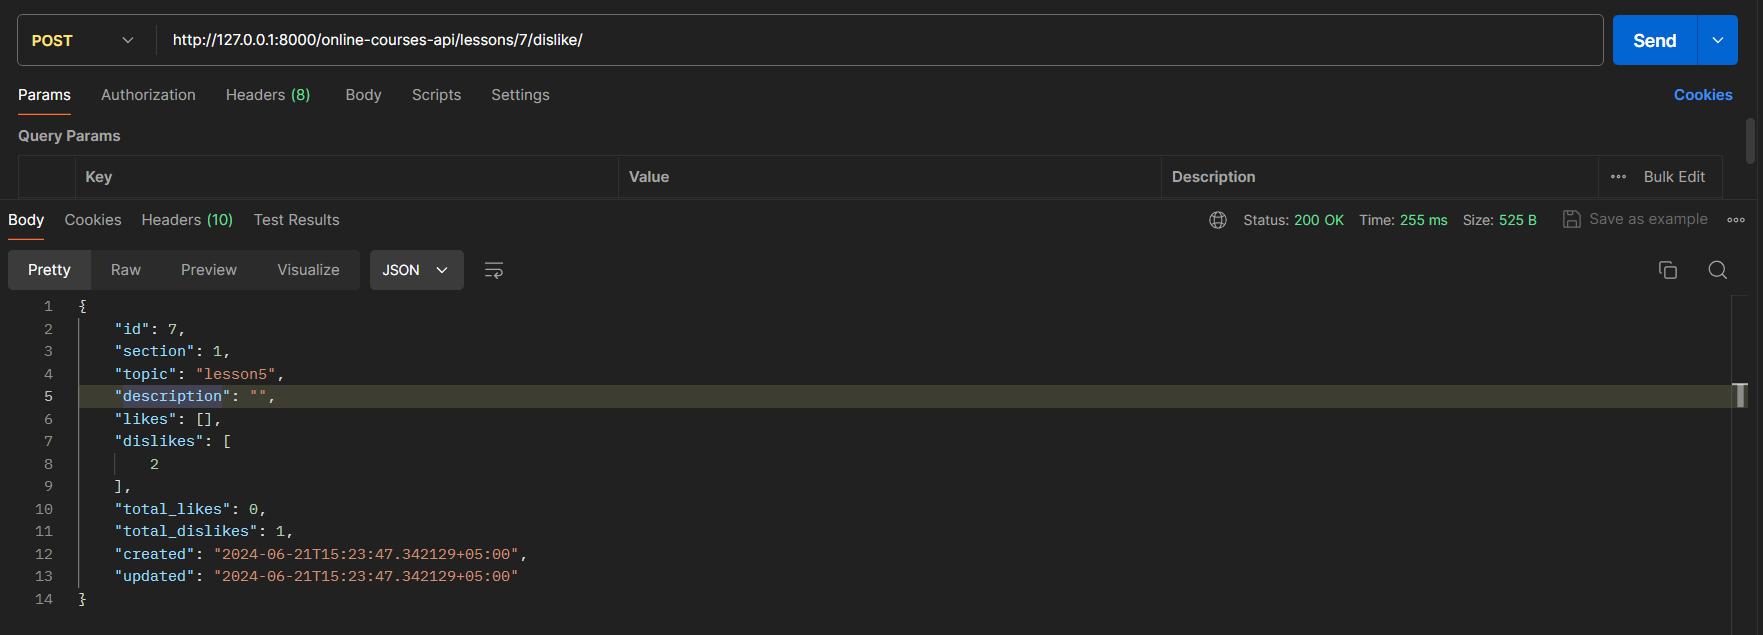 POST http://127.0.0.1:8000/online-courses-api/lessons/7/dislike/ Send
Params Authorization Headers (8) Body Scripts Settings Cookies
Query Params
Key Value Description Bulk Edit
Body Cookies Headers (10) Test Results Status: 200 OK Time: 255 ms Size: 525 B Save as example
Pretty Raw Preview Visualize JSON
1 {
2 "id": 7,
3 "section": 1,
4 "topic": "lesson5",
5 "description": "",
6 "likes": [],
7 "dislikes": [
8 2
9 ],
10 "total_likes": 0,
11 "total_dislikes": 1,
12 "created": "2024-06-21T15:23:47.342129+05:00",
13 "updated": "2024-06-21T15:23:47.342129+05:00"
14 }